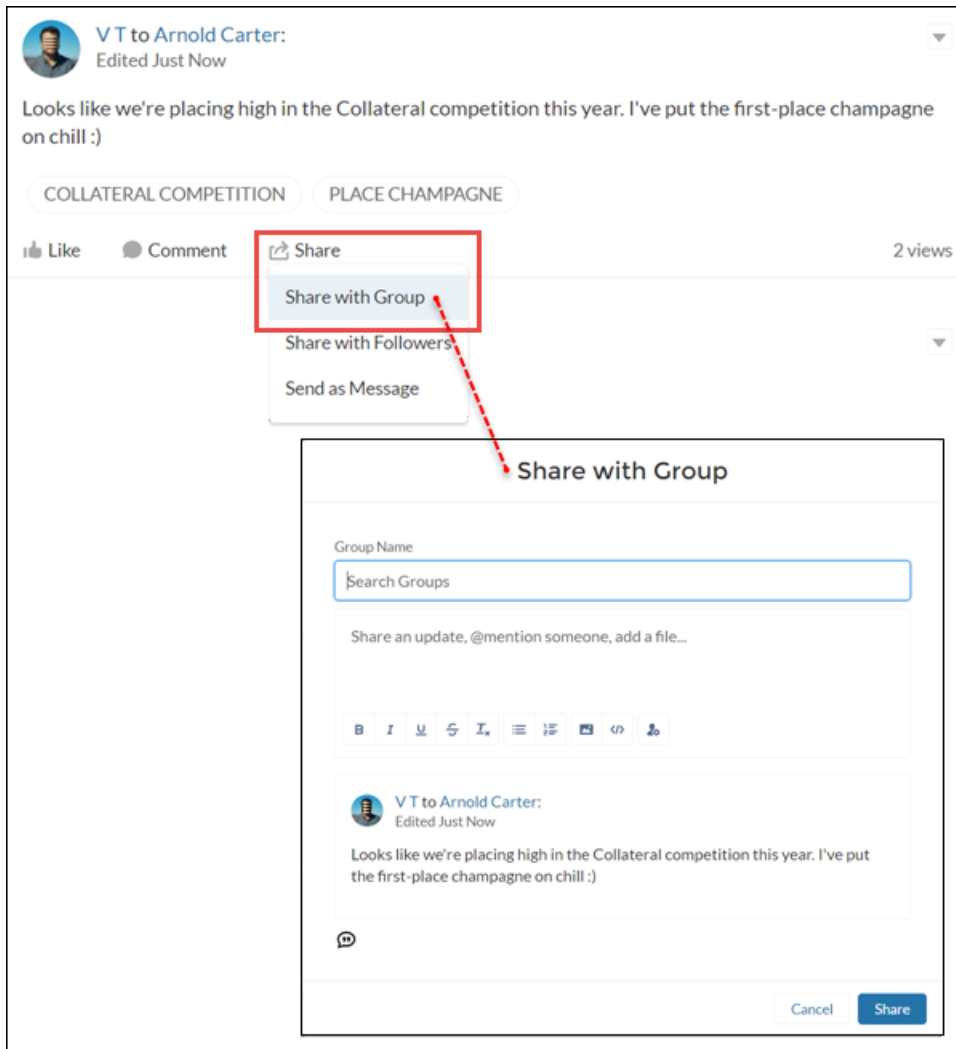 V T to Arnold Carter:
Edited Just Now
Looks like we're placing high in the Collateral competition this year. I've put the first-place champagne
on chill :)
COLLATERAL COMPETITION PLACE CHAMPAGNE
Like Comment Share 2 views
Share with Group
Share with Followers
Send as Message
Share with Group
Group Name
Search Groups
Share an update, @mention someone, add a file...
V T to Arnold Carter:
Edited Just Now
Looks like we're placing high in the Collateral competition this year. I've put
the first-place champagne on chill :)
Cancel Share